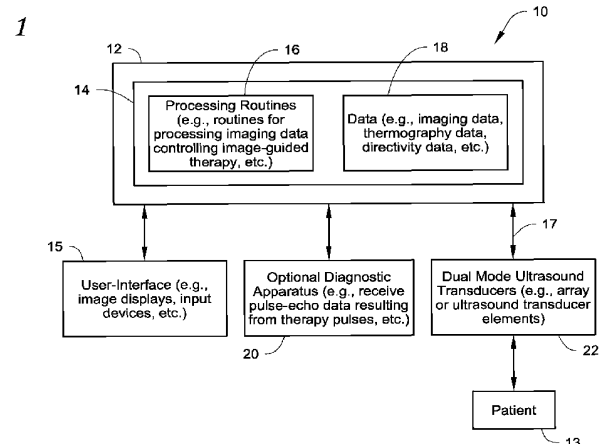 1
10
12
16
18
14
Processing Routines
(e.g., routines for
processing imaging data
controlling image-guided
therapy, etc.)
Data (e.g., imaging data,
thermography data,
directivity data, etc.)
17
15
User-Interface (e.g.,
image displays, input
devices, etc.)
Optional Diagnostic
Apparatus (e.g., receive
pulse-echo data resulting
from therapy pulses, etc.)
20
Dual Mode Ultrasound
Transducers (e.g., array
or ultrasound transducer
elements)
22
Patient
13